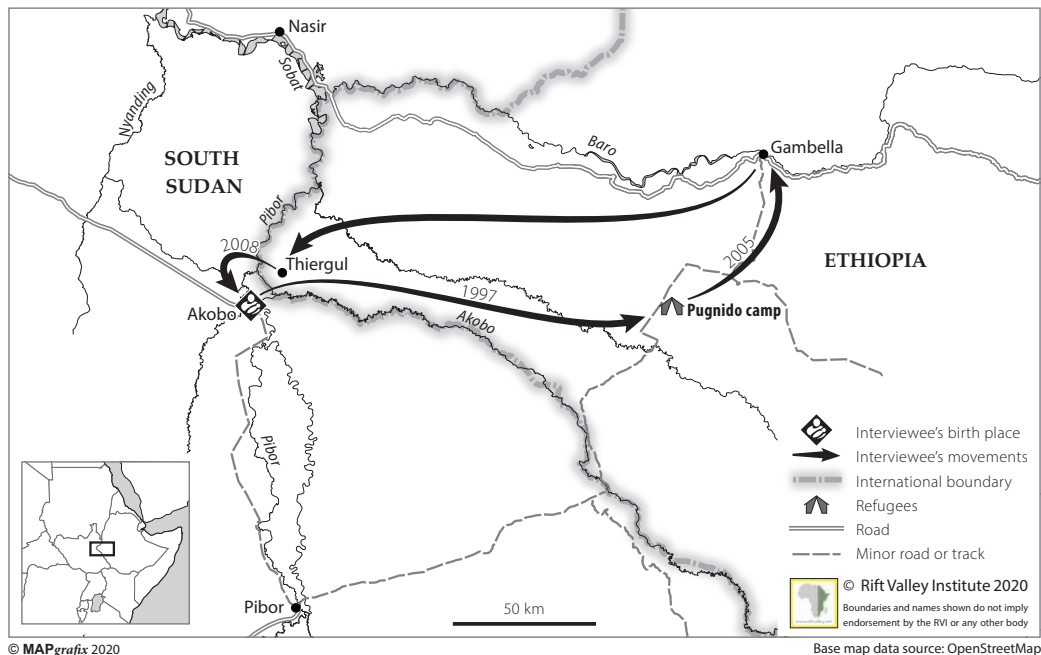 Nasir
Sobat
Nyanding
SOUTH
SUDAN
Baro
Gambella
Pibor
2008
Thiergul
2005
ETHIOPIA
1997
Akobo
Akobo
Pugnido camp
Pibor
Interviewee's birth place
Interviewee's movements
International boundary
Refugees
Road
Minor road or track
Pibor
50 km
© Rift Valley Institute 2020
Boundaries and names shown do not imply
endorsement by the RVI or any other body
© MAPgrafix 2020
Base map data source: OpenStreetMap